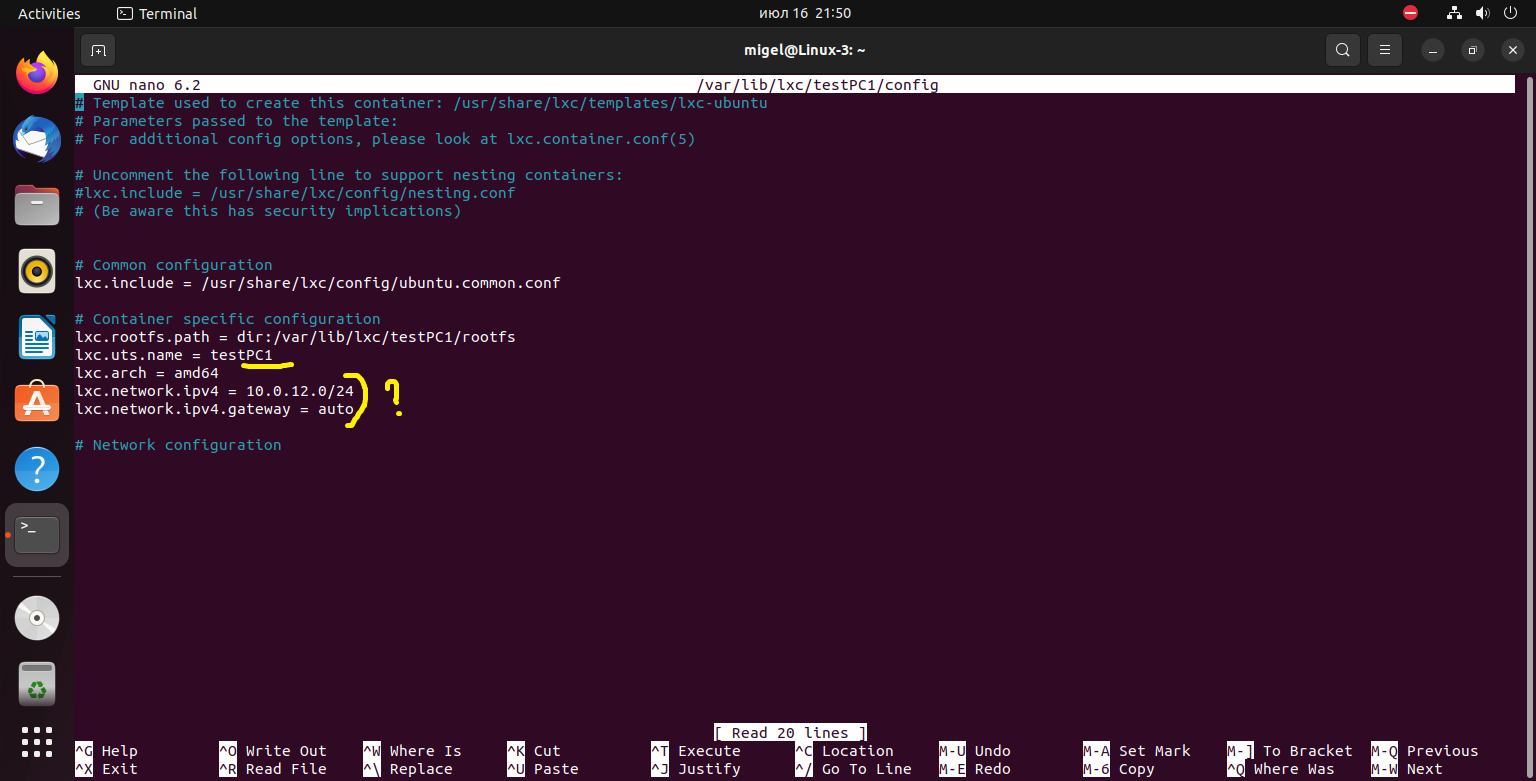 Activities
Terminal
июл 16 21:50
migel@Linux-3: ~
GNU nano 6.2 /var/lib/lxc/testPC1/config
# Template used to create this container: /usr/share/lxc/templates/lxc-ubuntu
# Parameters passed to the template:
# For additional config options, please look at lxc.container.conf(5)
# Uncomment the following line to support nesting containers:
#lxc.include = /usr/share/lxc/config/nesting.conf
# (Be aware this has security implications)
# Common configuration
lxc.include = /usr/share/lxc/config/ubuntu.common.conf
# Container specific configuration
lxc.rootfs.path = dir:/var/lib/lxc/testPC1/rootfs
lxc.uts.name = testPC1
lxc.arch = amd64
lxc.network.ipv4 = 10.0.12.0/24
lxc.network.ipv4.gateway = auto
) ?
# Network configuration
[ Read 20 lines ]
^G Help ^O Write Out ^W Where Is ^K Cut ^T Execute ^C Location M-U Undo M-A Set Mark M-] To Bracket M-Q Previous
^X Exit ^R Read File ^\ Replace ^U Paste ^J Justify ^/ Go To Line M-E Redo M-6 Copy ^Q Where Was M-W Next